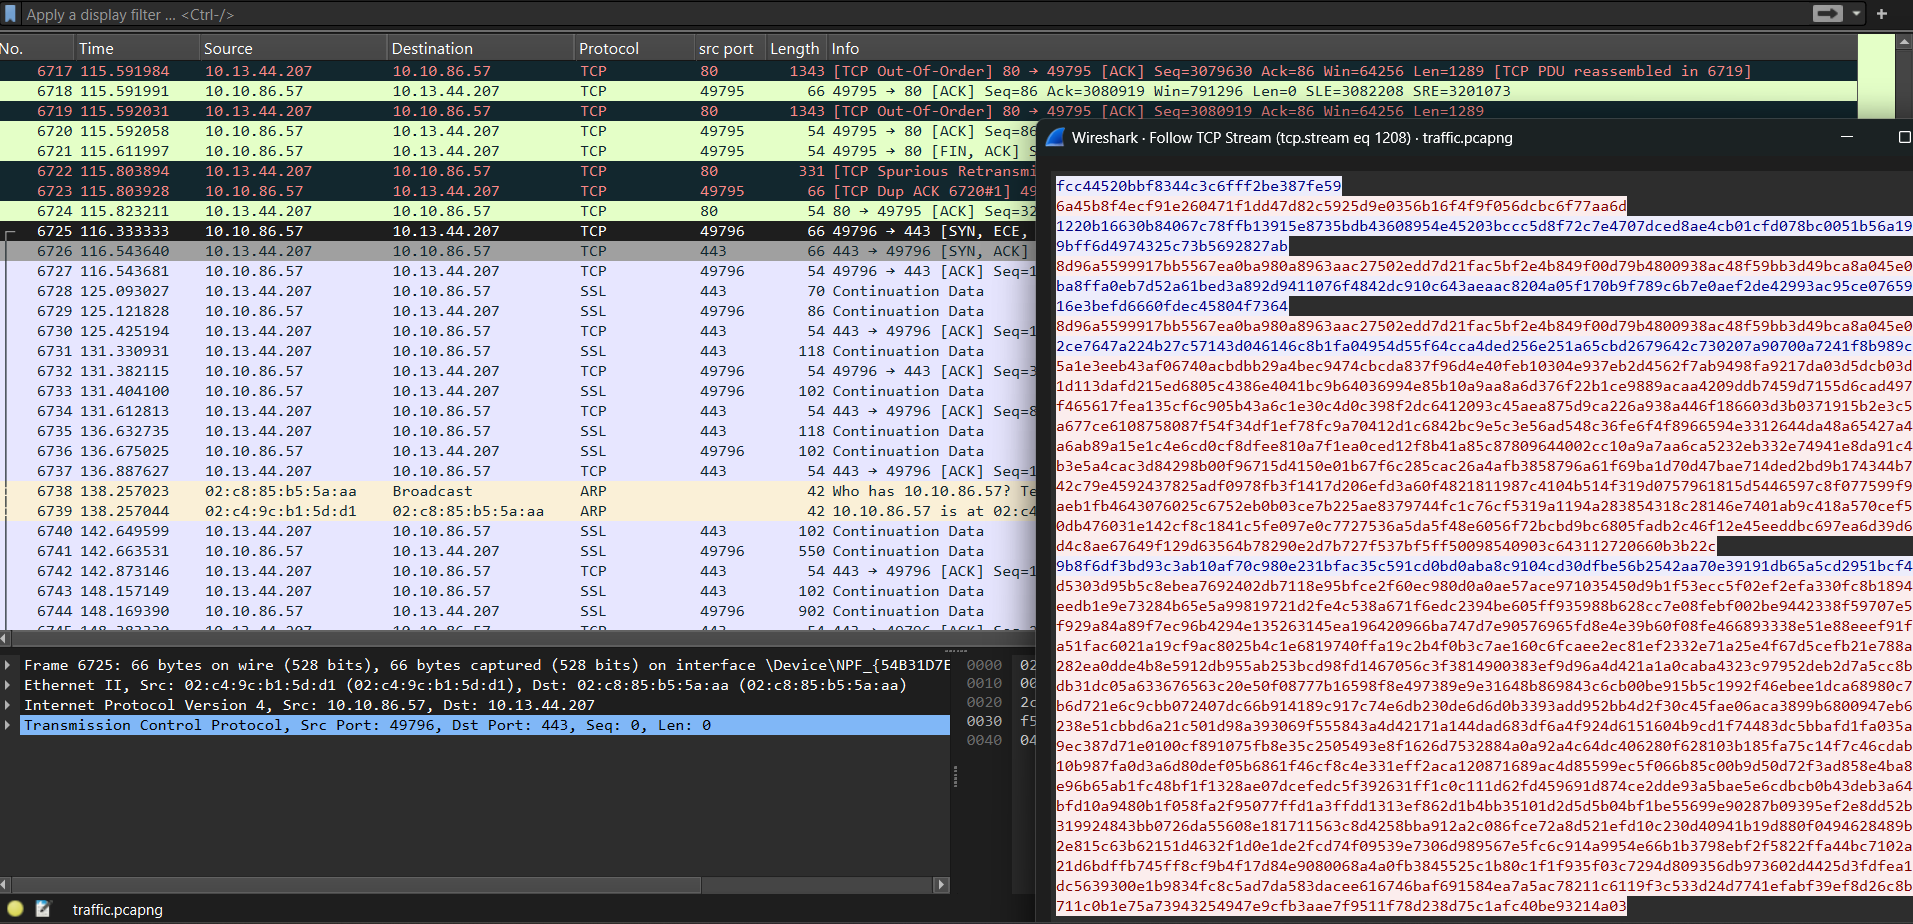 Apply a display filter ... <Ctrl-/>
No. Time Source Destination Protocol src port Length Info
6717 115.591984 10.13.44.207 10.10.86.57 TCP 80 1343 [TCP Out-Of-Order] 80 → 49795 [ACK] Seq=3079630 Ack=86 Win=64256 Len=1289 [TCP PDU reassembled in 6719]
6718 115.591991 10.10.86.57 10.13.44.207 TCP 49795 66 49795 → 80 [ACK] Seq=86 Ack=3080919 Win=791296 Len=0 SLE=3082208 SRE=3201073
6719 115.592031 10.13.44.207 10.10.86.57 TCP 80 1343 [TCP Out-Of-Order] 80 → 49795 [ACK] Seq=3080919 Ack=86 Win=64256 Len=1289
6720 115.592058 10.10.86.57 10.13.44.207 TCP 49795 54 49795 → 80 [ACK] Seq=86
6721 115.611997 10.10.86.57 10.13.44.207 TCP 49795 54 49795 → 80 [FIN, ACK] S
6722 115.803894 10.13.44.207 10.10.86.57 TCP 80 331 [TCP Spurious Retransmi
6723 115.803928 10.10.86.57 10.13.44.207 TCP 49795 66 [TCP Dup ACK 6720#1] 49
6724 115.823211 10.13.44.207 10.10.86.57 TCP 80 54 80 → 49795 [ACK] Seq=32
6725 116.333333 10.10.86.57 10.13.44.207 TCP 49796 66 49796 → 443 [SYN, ECE,
6726 116.543640 10.13.44.207 10.10.86.57 TCP 443 66 443 → 49796 [SYN, ACK]
6727 116.543681 10.10.86.57 10.13.44.207 TCP 49796 54 49796 → 443 [ACK] Seq=1
6728 125.093027 10.13.44.207 10.10.86.57 SSL 443 70 Continuation Data
6729 125.121828 10.10.86.57 10.13.44.207 SSL 49796 86 Continuation Data
6730 125.425194 10.13.44.207 10.10.86.57 TCP 443 54 443 → 49796 [ACK] Seq=1
6731 131.330931 10.13.44.207 10.10.86.57 SSL 443 118 Continuation Data
6732 131.382115 10.10.86.57 10.13.44.207 TCP 49796 54 49796 → 443 [ACK] Seq=3
6733 131.404100 10.10.86.57 10.13.44.207 SSL 49796 102 Continuation Data
6734 131.612813 10.13.44.207 10.10.86.57 TCP 443 54 443 → 49796 [ACK] Seq=8
6735 136.632735 10.13.44.207 10.10.86.57 SSL 443 118 Continuation Data
6736 136.675025 10.10.86.57 10.13.44.207 SSL 49796 102 Continuation Data
6737 136.887627 10.13.44.207 10.10.86.57 TCP 443 54 443 → 49796 [ACK] Seq=1
6738 138.257023 02:c8:85:b5:5a:aa Broadcast ARP 42 Who has 10.10.86.57? Te
6739 138.257044 02:c4:9c:b1:5d:d1 02:c8:85:b5:5a:aa ARP 42 10.10.86.57 is at 02:c4
6740 142.649599 10.13.44.207 10.10.86.57 SSL 443 102 Continuation Data
6741 142.663531 10.10.86.57 10.13.44.207 SSL 49796 550 Continuation Data
6742 142.873146 10.13.44.207 10.10.86.57 TCP 443 54 443 → 49796 [ACK] Seq=1
6743 148.157149 10.13.44.207 10.10.86.57 SSL 443 102 Continuation Data
6744 148.169390 10.10.86.57 10.13.44.207 SSL 49796 902 Continuation Data
Frame 6725: 66 bytes on wire (528 bits), 66 bytes captured (528 bits) on interface \Device\NPF_{54B31D7E
Ethernet II, Src: 02:c4:9c:b1:5d:d1 (02:c4:9c:b1:5d:d1), Dst: 02:c8:85:b5:5a:aa (02:c8:85:b5:5a:aa)
Internet Protocol Version 4, Src: 10.10.86.57, Dst: 10.13.44.207
Transmission Control Protocol, Src Port: 49796, Dst Port: 443, Seq: 0, Len: 0
0000 02
0010 00
0020 2c
0030 f5
0040 04
traffic.pcapng
Wireshark · Follow TCP Stream (tcp.stream eq 1208) · traffic.pcapng
fcc44520bbf8344c3c6fff2be387fe59
6a45b8f4ecf91e260471f1dd47d82c5925d9e0356b16f4f9f056dcbc6f77aa6d
1220b16630b84067c78ffb13915e8735bdb43608954e45203bccc5d8f72c7e4707dced8ae4cb01cfd078bc0051b56a19
9bff6d4974325c73b5692827ab
8d96a5599917bb5567ea0ba980a8963aac27502edd7d21fac5bf2e4b849f00d79b4800938ac48f59bb3d49bca8a045e0
ba8ffa0eb7d52a61bed3a892d9411076f4842dc910c643aeaac8204a05f170b9f789c6b7e0aef2de42993ac95ce07659
16e3befd6660fdec45804f7364
8d96a5599917bb5567ea0ba980a8963aac27502edd7d21fac5bf2e4b849f00d79b4800938ac48f59bb3d49bca8a045e0
2ce7647a224b27c57143d046146c8b1fa04954d55f64cca4ded256e251a65cbd2679642c730207a90700a7241f8b989c
5a1e3eeb43af06740acbdbb29a4bec9474cbcda837f96d4e40feb10304e937eb2d4562f7ab9498fa9217da03d5dcb03d
1d113dafd215ed6805c4386e4041bc9b64036994e85b10a9aa8a6d376f22b1ce9889acaa4209ddb7459d7155d6cad497
f465617fea135cf6c905b43a6c1e30c4d0c398f2dc6412093c45aea875d9ca226a938a446f186603d3b0371915b2e3c5
a677ce6108758087f54f34df1ef78fc9a70412d1c6842bc9e5c3e56ad548c36fe6f4f8966594e3312644da48a65427a4
a6ab89a15e1c4e6cd0cf8dfee810a7f1ea0ced12f8b41a85c87809644002cc10a9a7aa6ca5232eb332e74941e8da91c4
b3e5a4cac3d84298b00f96715d4150e01b67f6c285cac26a4afb3858796a61f69ba1d70d47bae714ded2bd9b174344b7
42c79e4592437825adf0978fb3f1417d206efd3a60f4821811987c4104b514f319d0757961815d5446597c8f077599f9
aeb1fb4643076025c6752eb0b03ce7b225ae8379744fc1c76cf5319a1194a283854318c28146e7401ab9c418a570cef5
0db476031e142cf8c1841c5fe097e0c7727536a5da5f48e6056f72bcbd9bc6805fadb2c46f12e45eeddbc697ea6d39d6
d4c8ae67649f129d63564b78290e2d7b727f537bf5ff50098540903c643112720660b3b22c
9b8f6df3bd93c3ab10af70c980e231bfac35c591cd0bd0aba8c9104cd30dfbe56b2542aa70e39191db65a5cd2951bcf4
d5303d95b5c8ebea7692402db7118e95bfce2f60ec980d0a0ae57ace971035450d9b1f53ecc5f02ef2efa330fc8b1894
eedb1e9e73284b65e5a99819721d2fe4c538a671f6edc2394be605ff935988b628cc7e08febf002be9442338f59707e5
f929a84a89f7ec96b4294e135263145ea196420966ba747d7e90576965fd8e4e39b60f08fe466893338e51e88eeef91f
a51fac6021a19cf9ac8025b4c1e6819740ffa19c2b4f0b3c7ae160c6fcaee2ec81ef2332e71a25e4f67d5cefb21e788a
282ea0dde4b8e5912db955ab253bcd98fd1467056c3f3814900383ef9d96a4d421a1a0caba4323c97952deb2d7a5cc8b
db31dc05a633676563c20e50f08777b16598f8e497389e9e31648b869843c6cb00be915b5c1992f46ebee1dca68980c7
b6d721e6c9cbb072407dc66b914189c917c74e6db230de6d6d0b3393add952bb4d2f30c45fae06aca3899b6800947eb6
238e51cbbd6a21c501d98a393069f555843a4d42171a144dad683df6a4f924d6151604b9cd1f74483dc5bbafd1fa035a
9ec387d71e0100cf891075fb8e35c2505493e8f1626d7532884a0a92a4c64dc406280f628103b185fa75c14f7c46cdab
10b987fa0d3a6d80def05b6861f46cf8c4e331eff2aca120871689ac4d85599ec5f066b85c00b9d50d72f3ad858e4ba8
e96b65ab1fc48bf1f1328ae07dcefedc5f392631ff1c0c111d62fd459691d874ce2dde93a5bae5e6cdbcb0b43deb3a64
bfd10a9480b1f058fa2f95077ffd1a3ffdd1313ef862d1b4bb35101d2d5d5b04bf1be55699e90287b09395ef2e8dd52b
319924843bb0726da55608e181711563c8d4258bba912a2c086fce72a8d521efd10c230d40941b19d880f0494628489b
2e815c63b62151d4632f1d0e1de2fcd74f09539e7306d989567e5fc6c914a9954e66b1b3798ebf2f5822ffa44bc7102a
21d6bdffb745ff8cf9b4f17d84e9080068a4a0fb3845525c1b80c1f1f935f03c7294d809356db973602d4425d3fdfea1
dc5639300e1b9834fc8c5ad7da583dacee616746baf691584ea7a5ac78211c6119f3c533d24d7741efabf39ef8d26c8b
711c0b1e75a73943254947e9cfb3aae7f9511f78d238d75c1afc40be93214a03